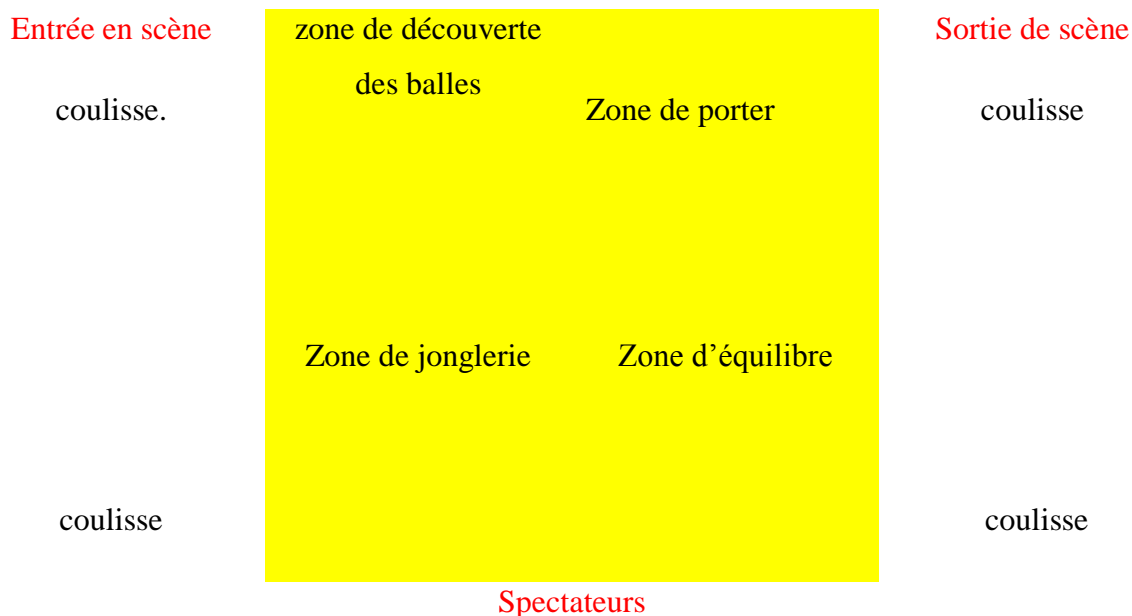 Entrée en scène
zone de découverte
Sortie de scène
des balles
coulisse.
Zone de porter
coulisse
Zone de jonglerie
Zone d’équilibre
coulisse
coulisse
Spectateurs